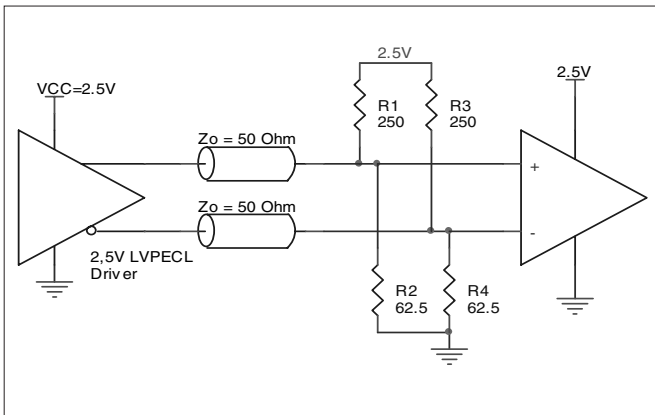 2.5V
VCC=2.5V
2.5V
R1
250
R3
250
Zo = 50 Ohm
+
Zo = 50 Ohm
-
2,5V LVPECL
Driver
R2
62.5
R4
62.5